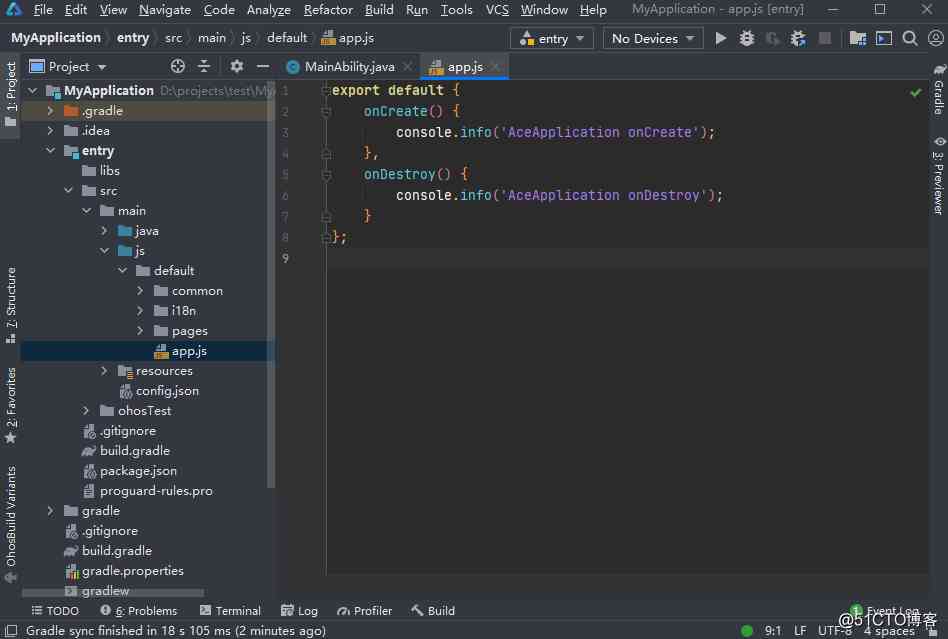 File Edit View Navigate Code Analyze Refactor Build Run Tools VCS Window Help MyApplication - app.js [entry]
MyApplication entry src main js default app.js entry No Devices
1: Project
Project
MainAbility.java
app.js
MyApplication D:\projects\test\My
.gradle
.idea
entry
libs
src
main
java
js
default
common
i18n
pages
app.js
resources
config.json
ohosTest
.gitignore
build.gradle
package.json
proguard-rules.pro
gradle
.gitignore
build.gradle
gradle.properties
gradlew
7: Structure
2: Favorites
OhosBuild Variants
1 export default {
2 onCreate() {
3 console.info('AceApplication onCreate');
4 },
5 onDestroy() {
6 console.info('AceApplication onDestroy');
7 }
8 };
9
Gradle
3: Previewer
TODO 6: Problems Terminal Log Profiler Build 1 Event Log
Gradle sync finished in 18 s 105 ms (2 minutes ago) 9:1 LF UTF-8 4 spaces
@51CTO博客